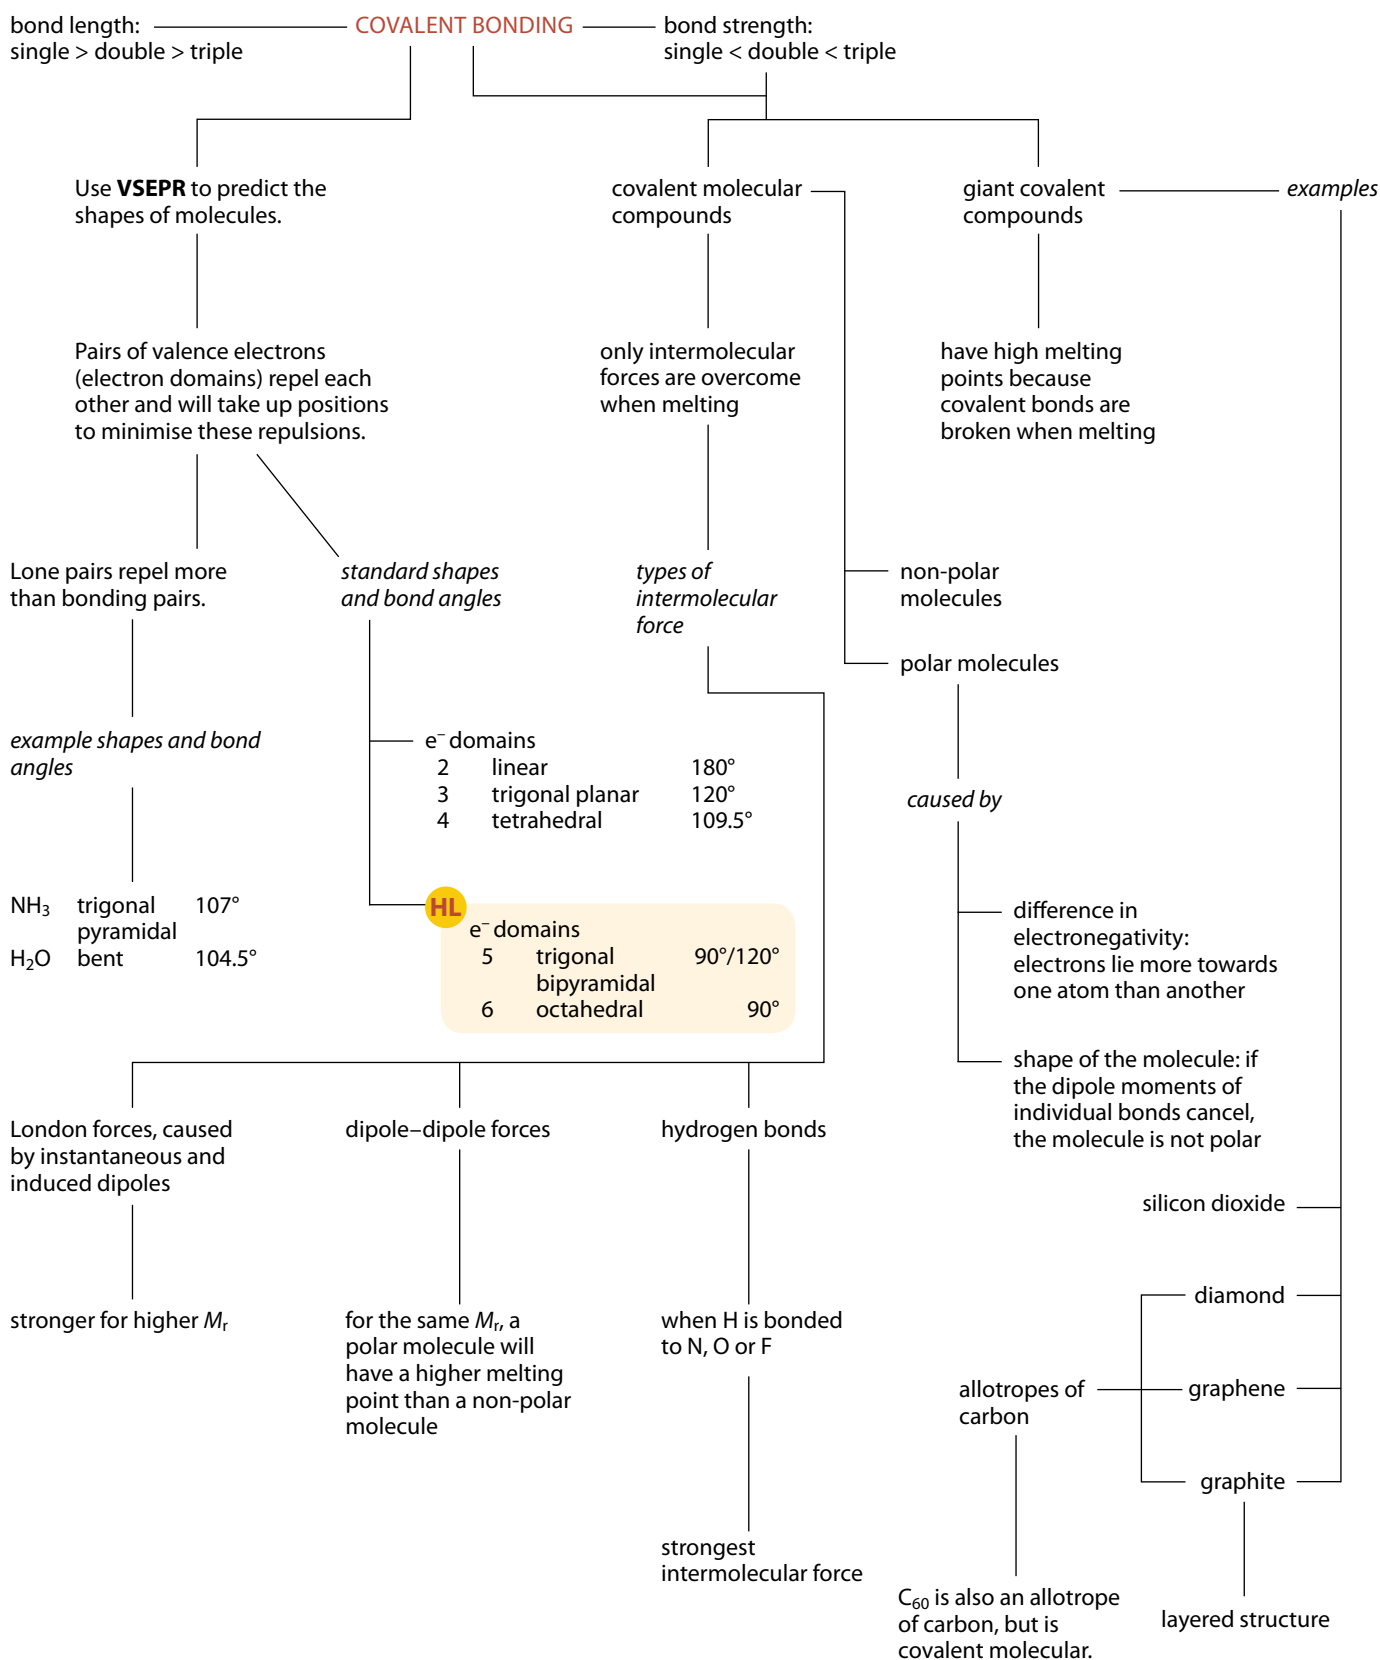 bond length:
single > double > triple
COVALENT BONDING
bond strength:
single < double < triple
Use VSEPR to predict the
shapes of molecules.
covalent molecular
compounds
giant covalent
compounds
examples
Pairs of valence electrons
(electron domains) repel each
other and will take up positions
to minimise these repulsions.
only intermolecular
forces are overcome
when melting
have high melting
points because
covalent bonds are
broken when melting
Lone pairs repel more
than bonding pairs.
standard shapes
and bond angles
types of
intermolecular
force
non-polar
molecules
polar molecules
example shapes and bond
angles
e⁻ domains
2 linear 180°
3 trigonal planar 120°
4 tetrahedral 109.5°
caused by
NH₃ trigonal 107°
pyramidal
H₂O bent 104.5°
HL
e⁻ domains
5 trigonal 90°/120°
bipyramidal
6 octahedral 90°
difference in
electronegativity:
electrons lie more towards
one atom than another
shape of the molecule: if
the dipole moments of
individual bonds cancel,
the molecule is not polar
London forces, caused
by instantaneous and
induced dipoles
dipole–dipole forces
hydrogen bonds
silicon dioxide
diamond
stronger for higher Mᵣ
for the same Mᵣ, a
polar molecule will
have a higher melting
point than a non-polar
molecule
when H is bonded
to N, O or F
allotropes of
carbon
graphene
graphite
strongest
intermolecular force
C₆₀ is also an allotrope
of carbon, but is
covalent molecular.
layered structure